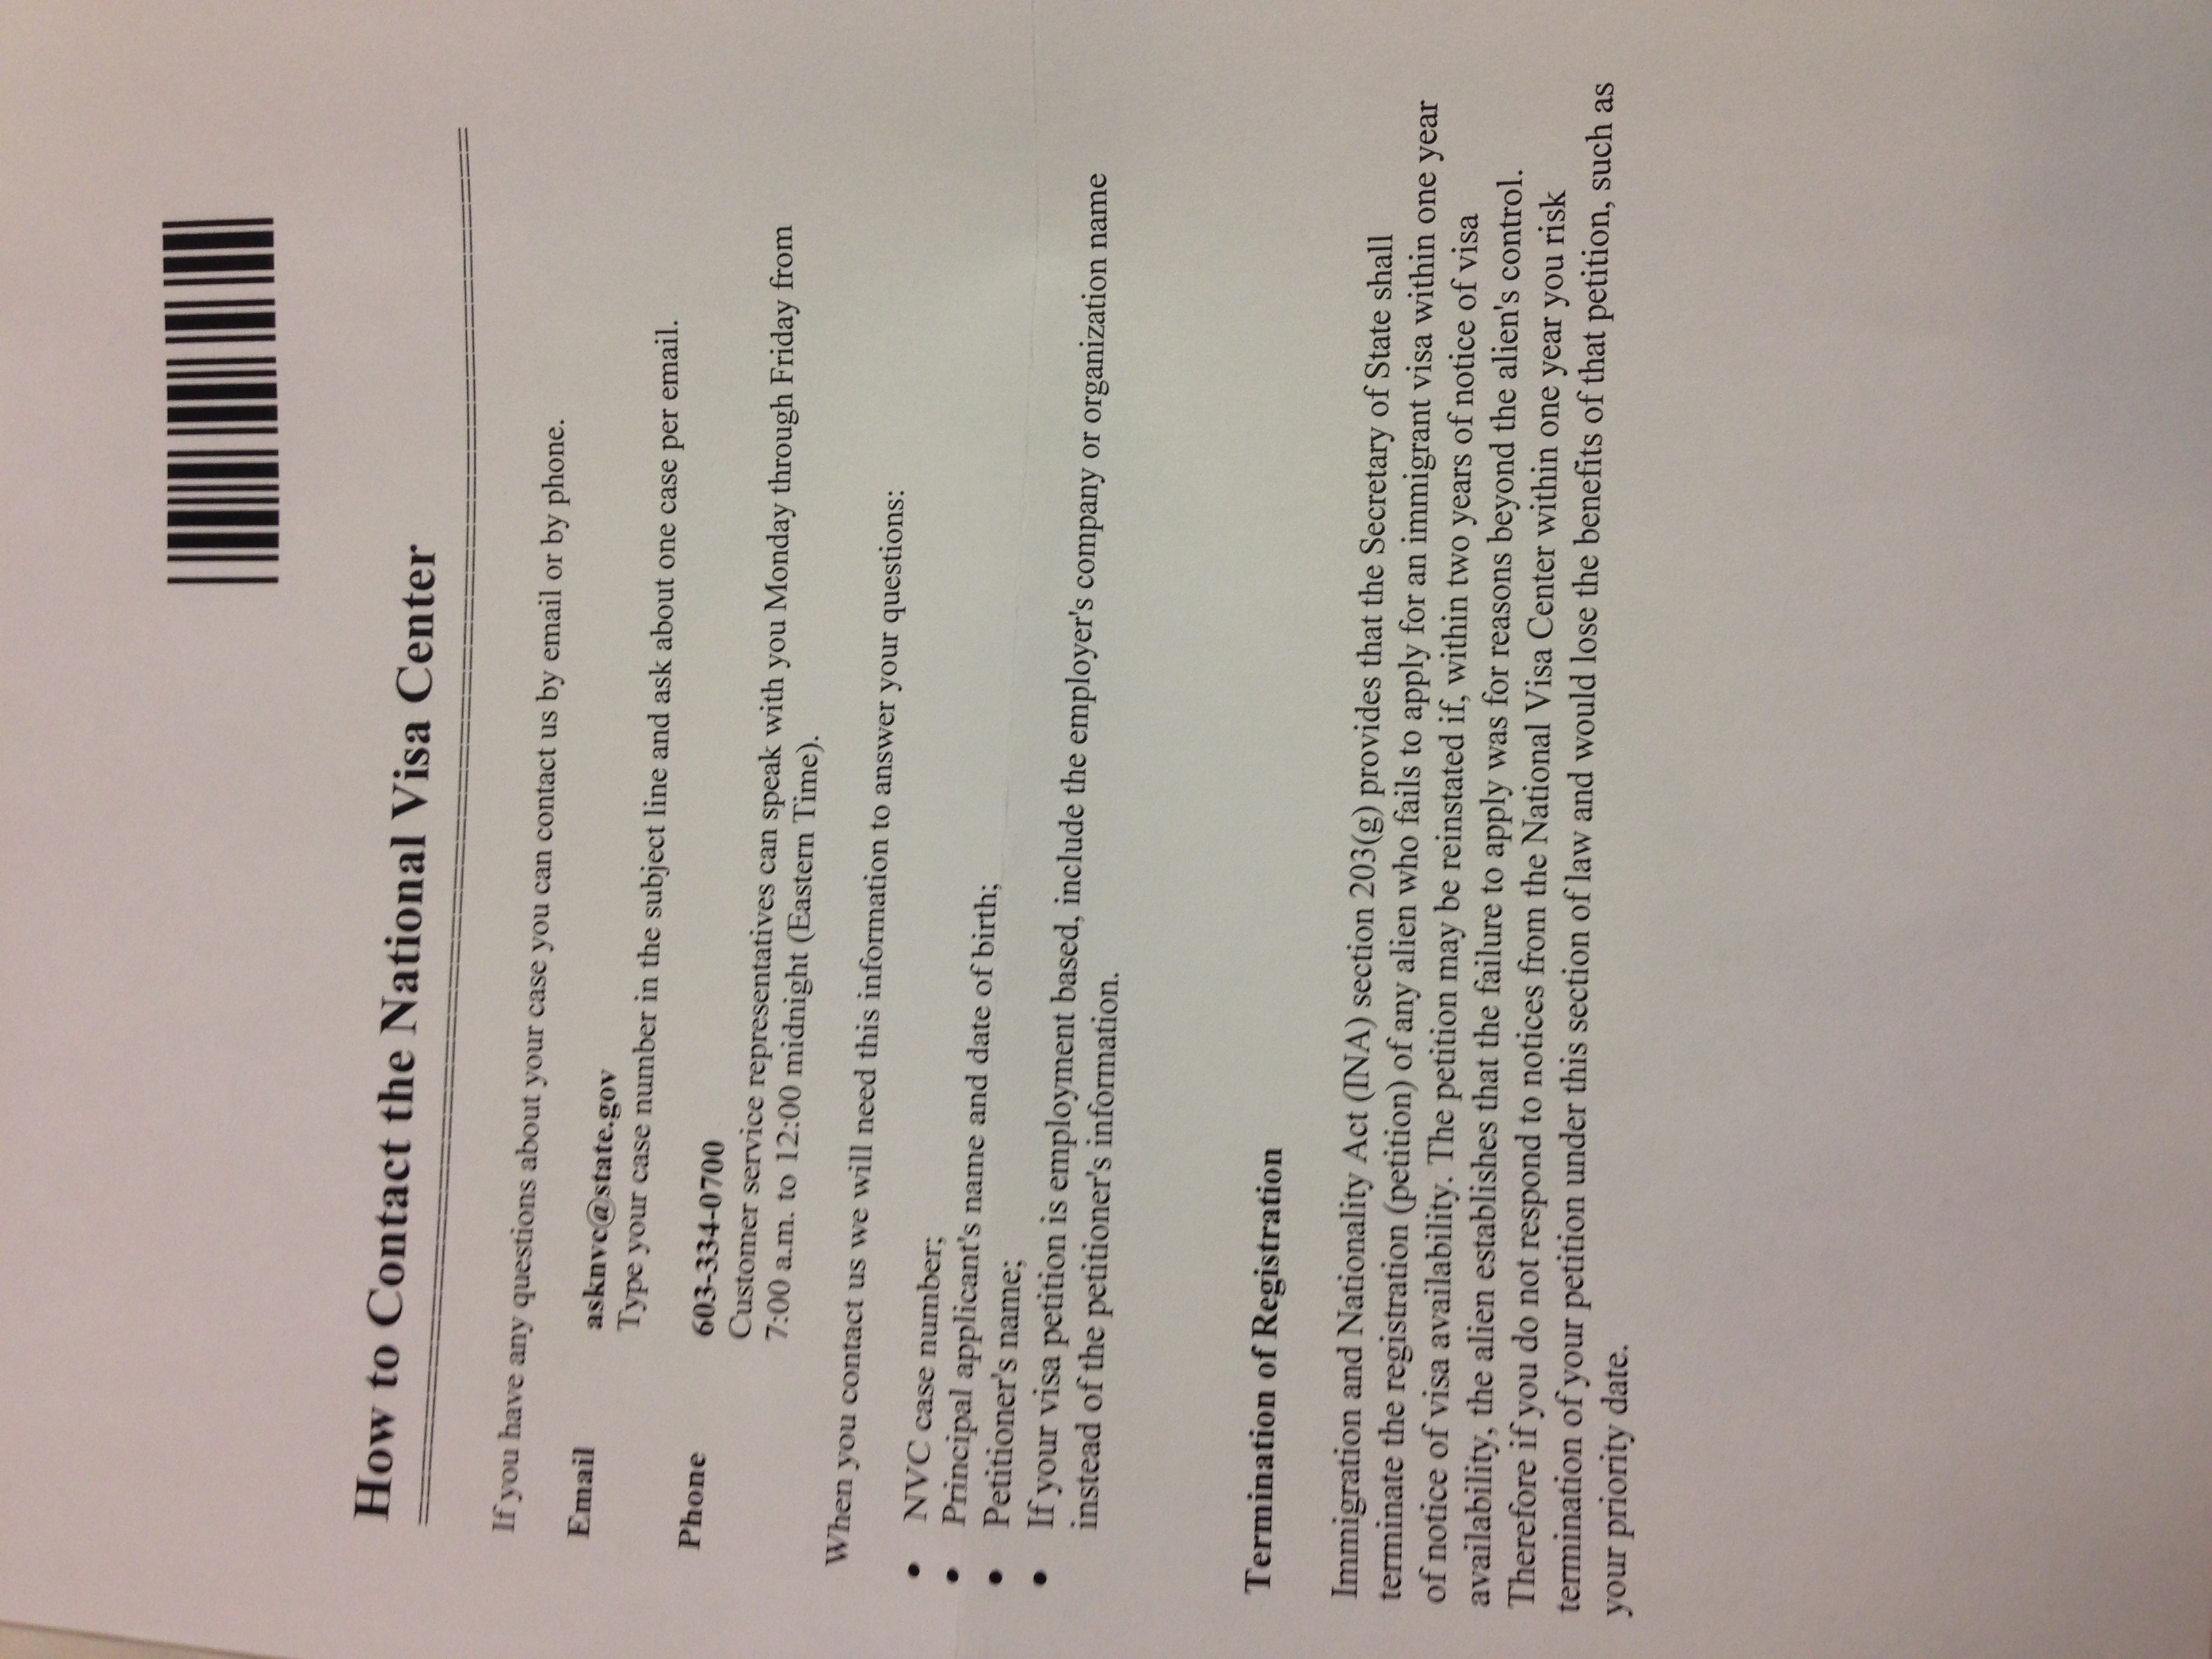 How to Contact the National Visa Center
If you have any questions about your case you can contact us by email or by phone.
Email asknvc@state.gov
Type your case number in the subject line and ask about one case per email.
Phone 603-334-0700
Customer service representatives can speak with you Monday through Friday from
7:00 a.m. to 12:00 midnight (Eastern Time).
When you contact us we will need this information to answer your questions:
• NVC case number;
• Principal applicant's name and date of birth;
• Petitioner's name;
• If your visa petition is employment based, include the employer's company or organization name
instead of the petitioner's information.
Termination of Registration
Immigration and Nationality Act (INA) section 203(g) provides that the Secretary of State shall
terminate the registration (petition) of any alien who fails to apply for an immigrant visa within one year
of notice of visa availability. The petition may be reinstated if, within two years of notice of visa
availability, the alien establishes that the failure to apply was for reasons beyond the alien's control.
Therefore if you do not respond to notices from the National Visa Center within one year you risk
termination of your petition under this section of law and would lose the benefits of that petition, such as
your priority date.